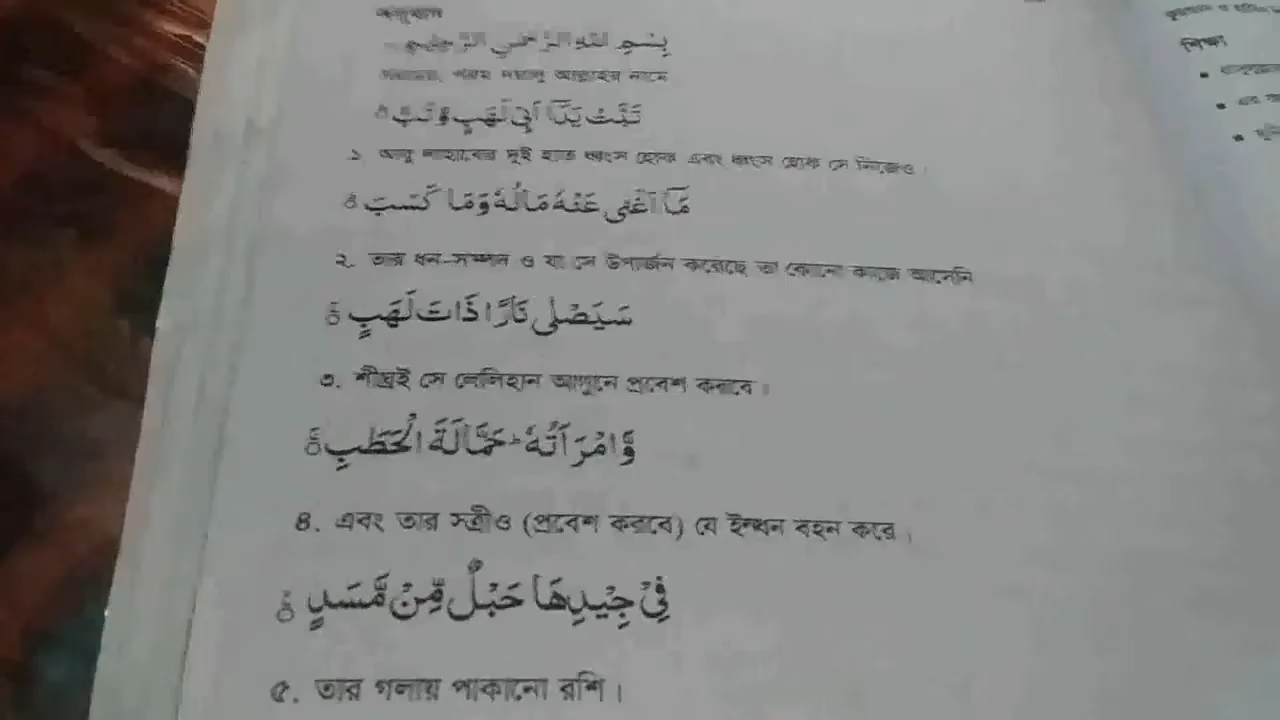 অনুবাদ
بِسْمِ اللهِ الرَّحْمٰنِ الرَّحِيْمِ
পরম দয়ালু আল্লাহর নামে
تَبَّتْ يَدَآ اَبِيْ لَهَبٍ وَّتَبَّ ۝
১. আবু লাহাবের দুই হাত ধ্বংস হোক এবং ধ্বংস হোক সে নিজেও।
مَآ اَغْنٰى عَنْهُ مَالُهٗ وَمَا كَسَبَ ۝
২. তার ধন-সম্পদ ও যা সে উপার্জন করেছে তা কোনো কাজে আসেনি
سَيَصْلٰى نَارًا ذَاتَ لَهَبٍ ۝
৩. শীঘ্রই সে লেলিহান আগুনে প্রবেশ করবে।
وَّامْرَاَتُهٗ ؕ حَمَّالَةَ الْحَطَبِ ۝
৪. এবং তার স্ত্রীও (প্রবেশ করবে) যে ইন্ধন বহন করে।
فِيْ جِيْدِهَا حَبْلٌ مِّنْ مَّسَدٍ ۝
৫. তার গলায় পাকানো রশি।
শিক্ষা